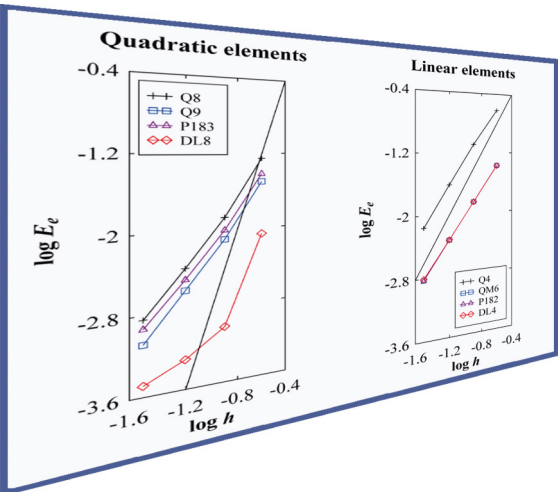 Quadratic elements
-0.4
Q8
Q9
P183
DL8
-1.2
-2
-2.8
-3.6
log E_e
-1.6
-1.2
-0.8
-0.4
log h
Linear elements
-0.4
-1.2
-2
-2.8
-3.6
log E_e
Q4
QM6
P182
DL4
-1.6
-1.2
-0.8
-0.4
log h